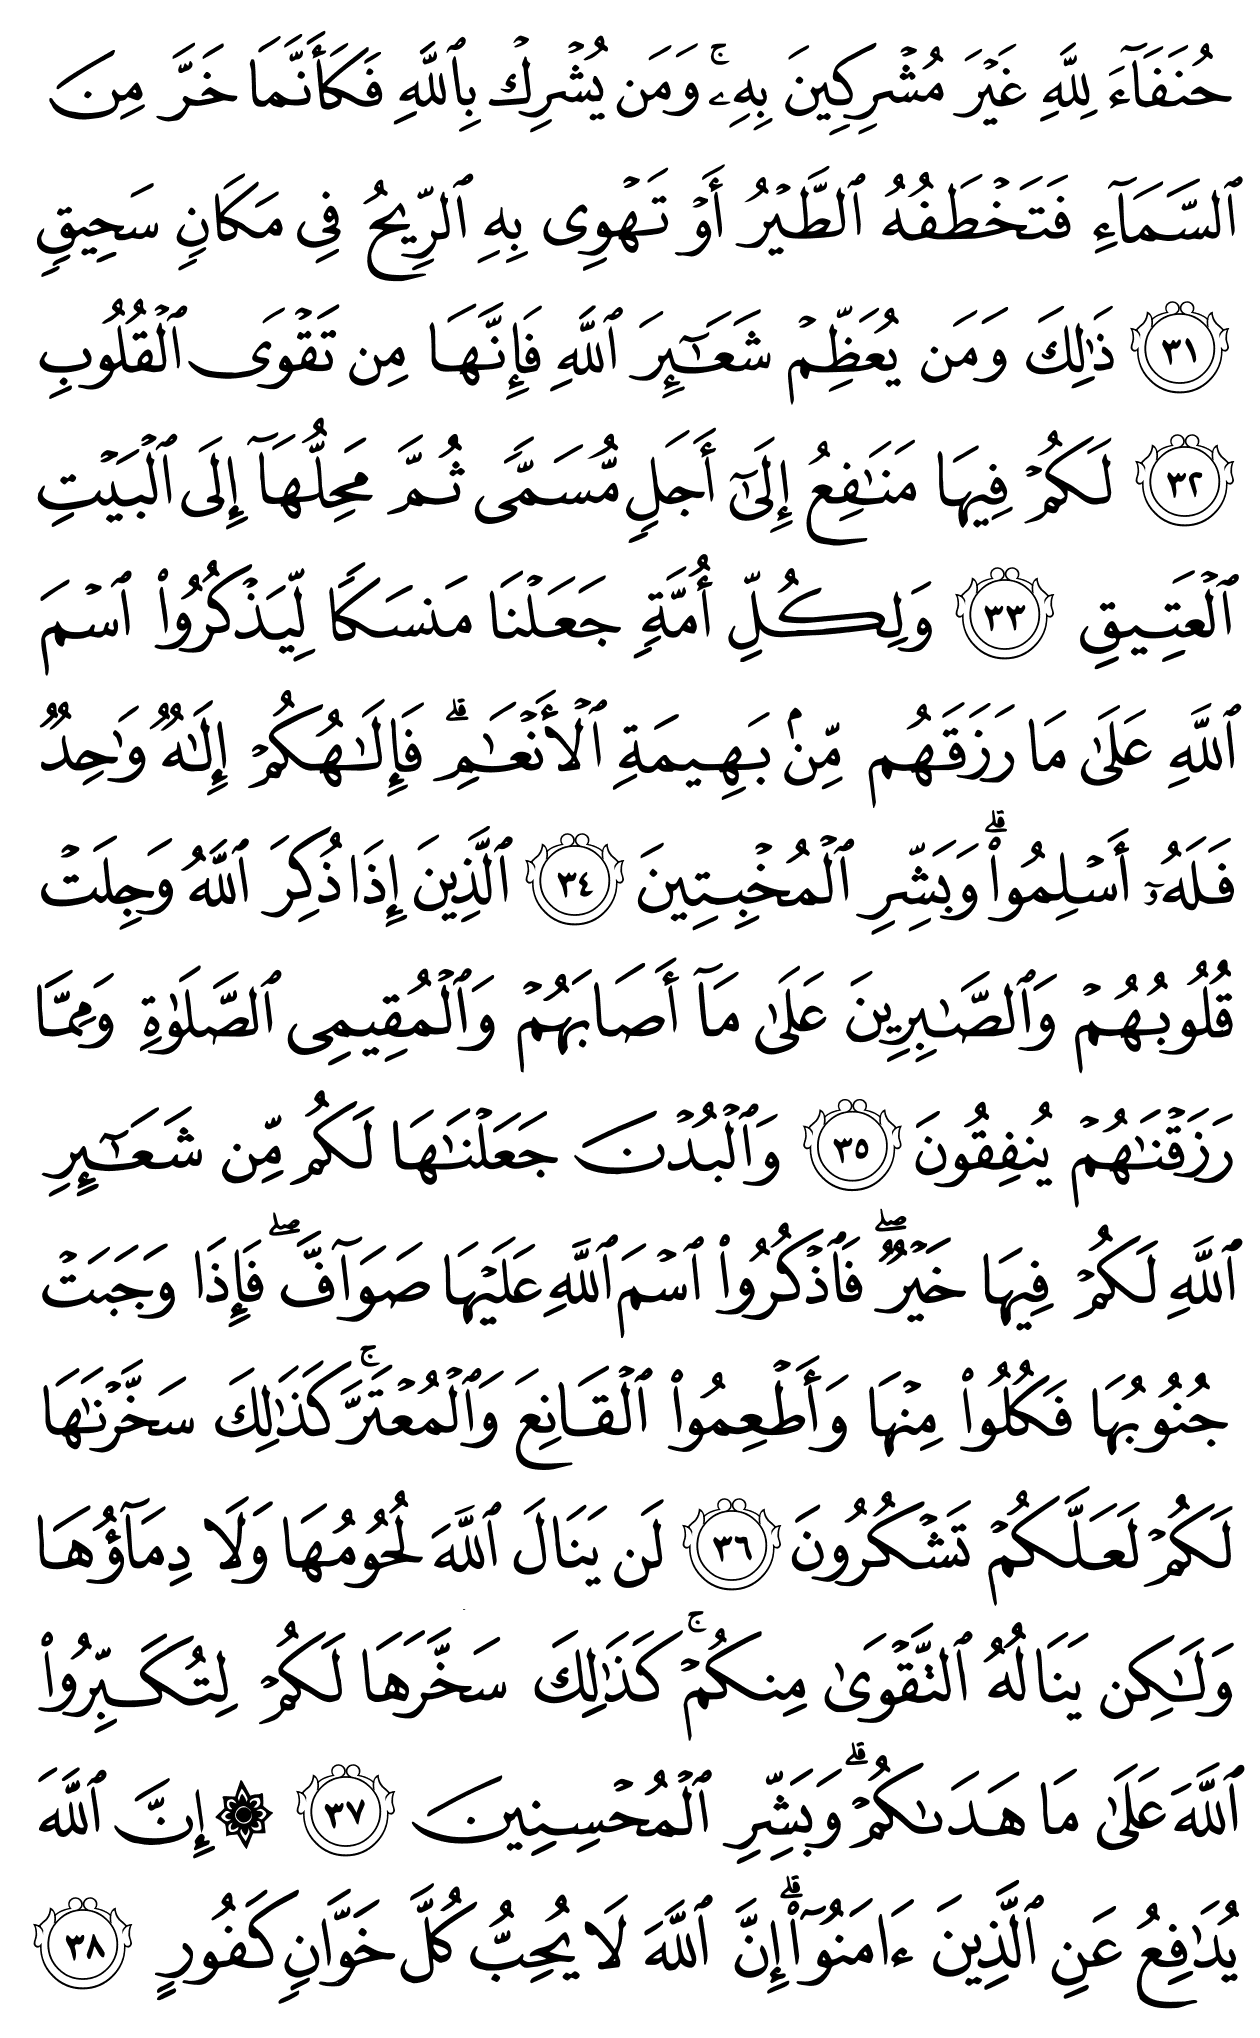 حُنَفَآءَ لِلَّهِ غَيۡرَ مُشۡرِكِينَ بِهِۦۚ وَمَن يُشۡرِكۡ بِٱللَّهِ فَكَأَنَّمَا خَرَّ مِنَ
ٱلسَّمَآءِ فَتَخۡطَفُهُ ٱلطَّيۡرُ أَوۡ تَهۡوِي بِهِ ٱلرِّيحُ فِي مَكَانٖ سَحِيقٖ
٣١ ذَٰلِكَ وَمَن يُعَظِّمۡ شَعَٰٓئِرَ ٱللَّهِ فَإِنَّهَا مِن تَقۡوَى ٱلۡقُلُوبِ
٣٢ لَكُمۡ فِيهَا مَنَٰفِعُ إِلَىٰٓ أَجَلٖ مُّسَمّٗى ثُمَّ مَحِلُّهَآ إِلَى ٱلۡبَيۡتِ
ٱلۡعَتِيقِ ٣٣ وَلِكُلِّ أُمَّةٖ جَعَلۡنَا مَنسَكٗا لِّيَذۡكُرُواْ ٱسۡمَ
ٱللَّهِ عَلَىٰ مَا رَزَقَهُم مِّنۢ بَهِيمَةِ ٱلۡأَنۡعَٰمِۗ فَإِلَٰهُكُمۡ إِلَٰهٞ وَٰحِدٞ
فَلَهُۥٓ أَسۡلِمُواْۗ وَبَشِّرِ ٱلۡمُخۡبِتِينَ ٣٤ ٱلَّذِينَ إِذَا ذُكِرَ ٱللَّهُ وَجِلَتۡ
قُلُوبُهُمۡ وَٱلصَّٰبِرِينَ عَلَىٰ مَآ أَصَابَهُمۡ وَٱلۡمُقِيمِي ٱلصَّلَوٰةِ وَمِمَّا
رَزَقۡنَٰهُمۡ يُنفِقُونَ ٣٥ وَٱلۡبُدۡنَ جَعَلۡنَٰهَا لَكُم مِّن شَعَٰٓئِرِ
ٱللَّهِ لَكُمۡ فِيهَا خَيۡرٞۖ فَٱذۡكُرُواْ ٱسۡمَ ٱللَّهِ عَلَيۡهَا صَوَآفَّۖ فَإِذَا وَجَبَتۡ
جُنُوبُهَا فَكُلُواْ مِنۡهَا وَأَطۡعِمُواْ ٱلۡقَانِعَ وَٱلۡمُعۡتَرَّۚ كَذَٰلِكَ سَخَّرۡنَٰهَا
لَكُمۡ لَعَلَّكُمۡ تَشۡكُرُونَ ٣٦ لَن يَنَالَ ٱللَّهَ لُحُومُهَا وَلَا دِمَآؤُهَا
وَلَٰكِن يَنَالُهُ ٱلتَّقۡوَىٰ مِنكُمۡۚ كَذَٰلِكَ سَخَّرَهَا لَكُمۡ لِتُكَبِّرُواْ
ٱللَّهَ عَلَىٰ مَا هَدَىٰكُمۡۗ وَبَشِّرِ ٱلۡمُحۡسِنِينَ ٣٧ ۞ إِنَّ ٱللَّهَ
يُدَٰفِعُ عَنِ ٱلَّذِينَ ءَامَنُوٓاْۗ إِنَّ ٱللَّهَ لَا يُحِبُّ كُلَّ خَوَّانٖ كَفُورٍ ٣٨